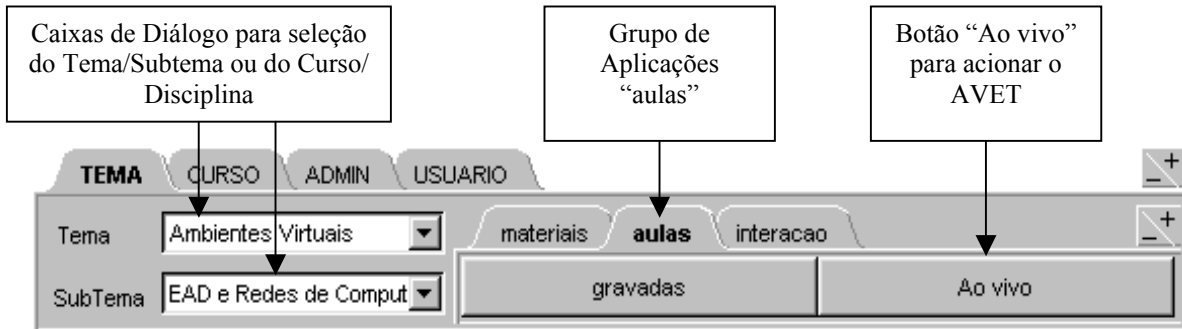 Caixas de Diálogo para seleção
do Tema/Subtema ou do Curso/
Disciplina
Grupo de
Aplicações
“aulas”
Botão “Ao vivo”
para acionar o
AVET
TEMA CURSO ADMIN USUARIO
Tema Ambientes Virtuais
materiais aulas interacao
SubTema EAD e Redes de Comput
gravadas Ao vivo